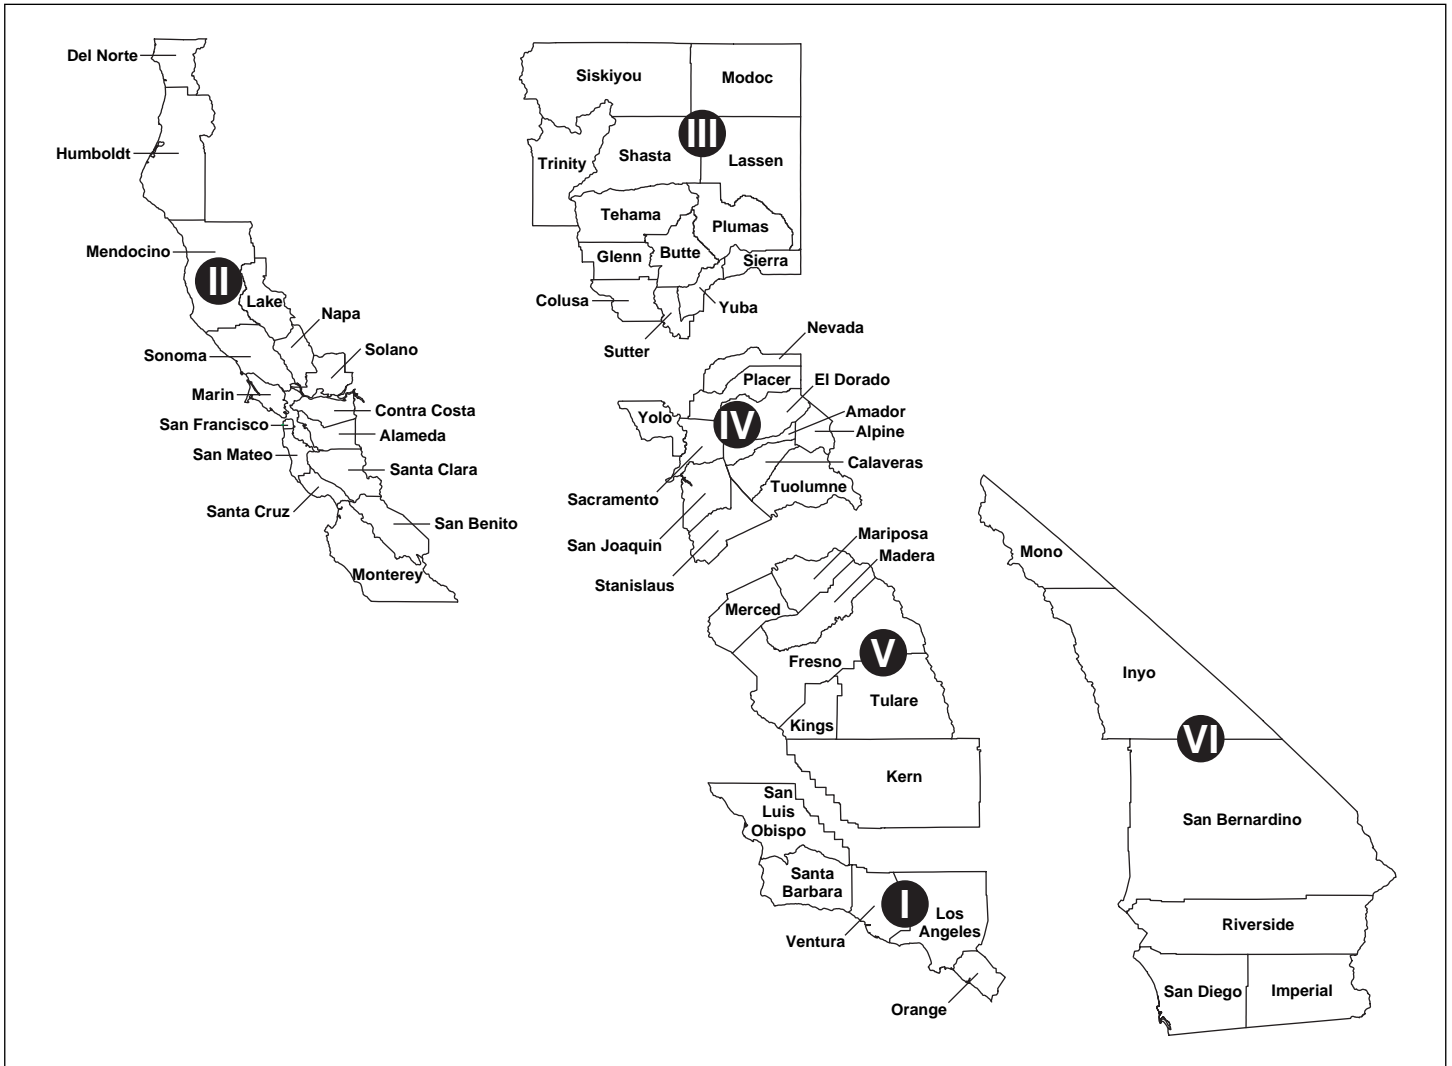 Del Norte
Humboldt
Mendocino
II
Lake
Napa
Sonoma
Solano
Marin
Contra Costa
San Francisco
Alameda
San Mateo
Santa Clara
Santa Cruz
San Benito
Monterey
Siskiyou
Modoc
III
Trinity
Shasta
Lassen
Tehama
Plumas
Glenn
Butte
Sierra
Colusa
Yuba
Sutter
Nevada
Placer
El Dorado
Yolo
IV
Amador
Alpine
Calaveras
Sacramento
Tuolumne
San Joaquin
Stanislaus
Mariposa
Madera
Merced
Fresno
V
Tulare
Kings
Kern
San
Luis
Obispo
Santa
Barbara
I
Los
Angeles
Ventura
Orange
Mono
Inyo
VI
San Bernardino
Riverside
San Diego
Imperial